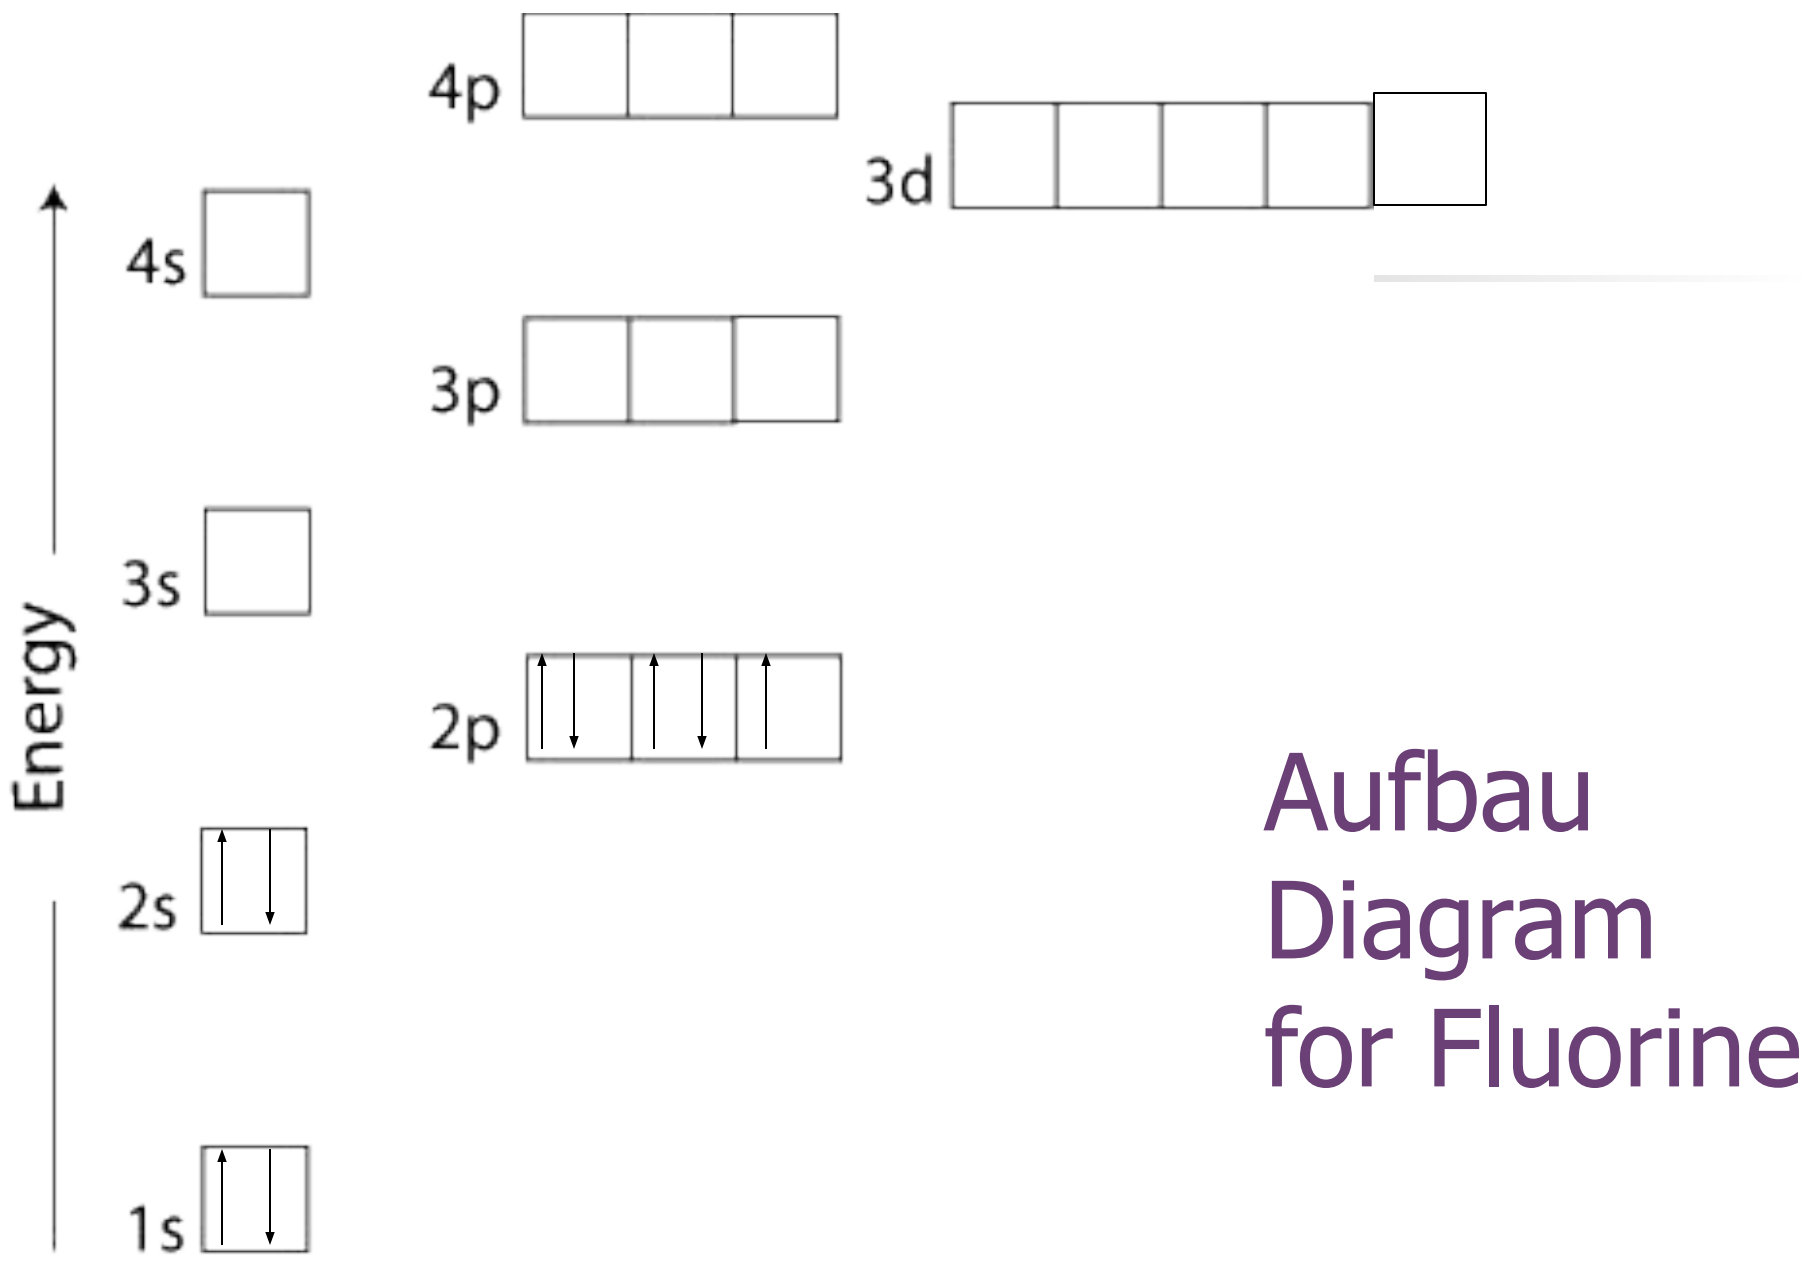 4p
3d
4s
3p
3s
Energy
2p
2s
1s
Aufbau
Diagram
for Fluorine